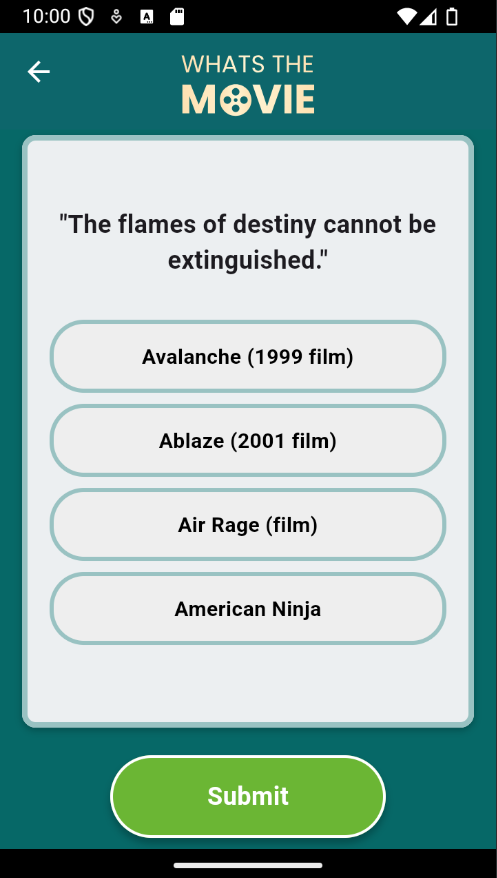 10:00
WHATS THE
MOVIE
"The flames of destiny cannot be
extinguished."
Avalanche (1999 film)
Ablaze (2001 film)
Air Rage (film)
American Ninja
Submit